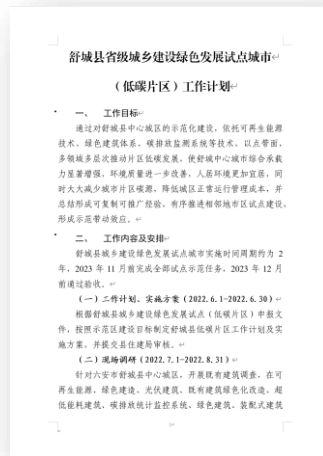 舒城县省级城乡建设绿色发展试点城市
（低碳片区）工作计划
一、 工作目标
通过对舒城县中心城区的示范化建设，依托可再生能源
技术、绿色建筑体系、碳排放监测系统等技术，以点带面，
多领域多层次推动片区低碳发展，使舒城中心城市综合承载
力显著增强，环境质量进一步改善，人居环境更加宜居，同
时大大减少城市片区碳源，降低城区正常运行管理成本，并
总结形成可复制可推广经验，有序推进相邻地市区试点建设，
形成示范带动效应。
二、 工作内容及安排
舒城县城乡建设绿色发展试点城市实施时间周期约为 2
年，2023 年 11 月前完成全部试点示范任务，2023 年 12 月
前通过验收。
（一）工作计划、实施方案（2022.6.1-2022.6.30）
根据舒城县城乡建设绿色发展试点（低碳片区）申报文
件，按照示范区建设目标制定舒城县低碳片区工作计划及实
施方案，并提交县住建局审核。
（二）现场调研（2022.7.1-2022.8.31）
针对六安市舒城县中心城区，开展既有建筑调查，在可
再生能源、绿色建造、光伏建筑、既有建筑绿色化改造、超
低能耗建筑、碳排放统计监控系统、绿色建筑、装配式建筑